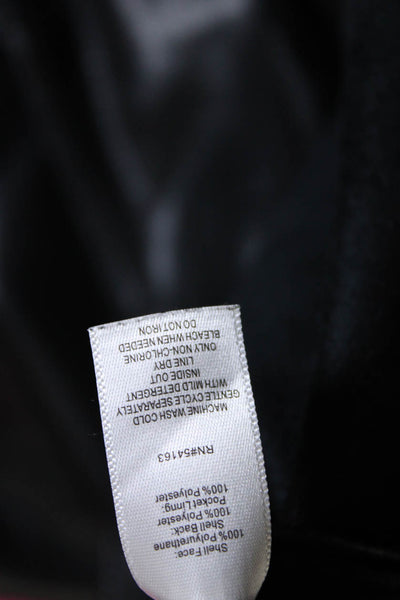 Shell Face:
100% Polyurethane
Shell Back:
100% Polyester
Pocket Lining:
100% Polyester
RN#54163
MACHINE WASH COLD
GENTLE CYCLE SEPARATELY
WITH MILD DETERGENT
INSIDE OUT
LINE DRY
ONLY NON-CHLORINE
BLEACH WHEN NEEDED
DO NOT IRON